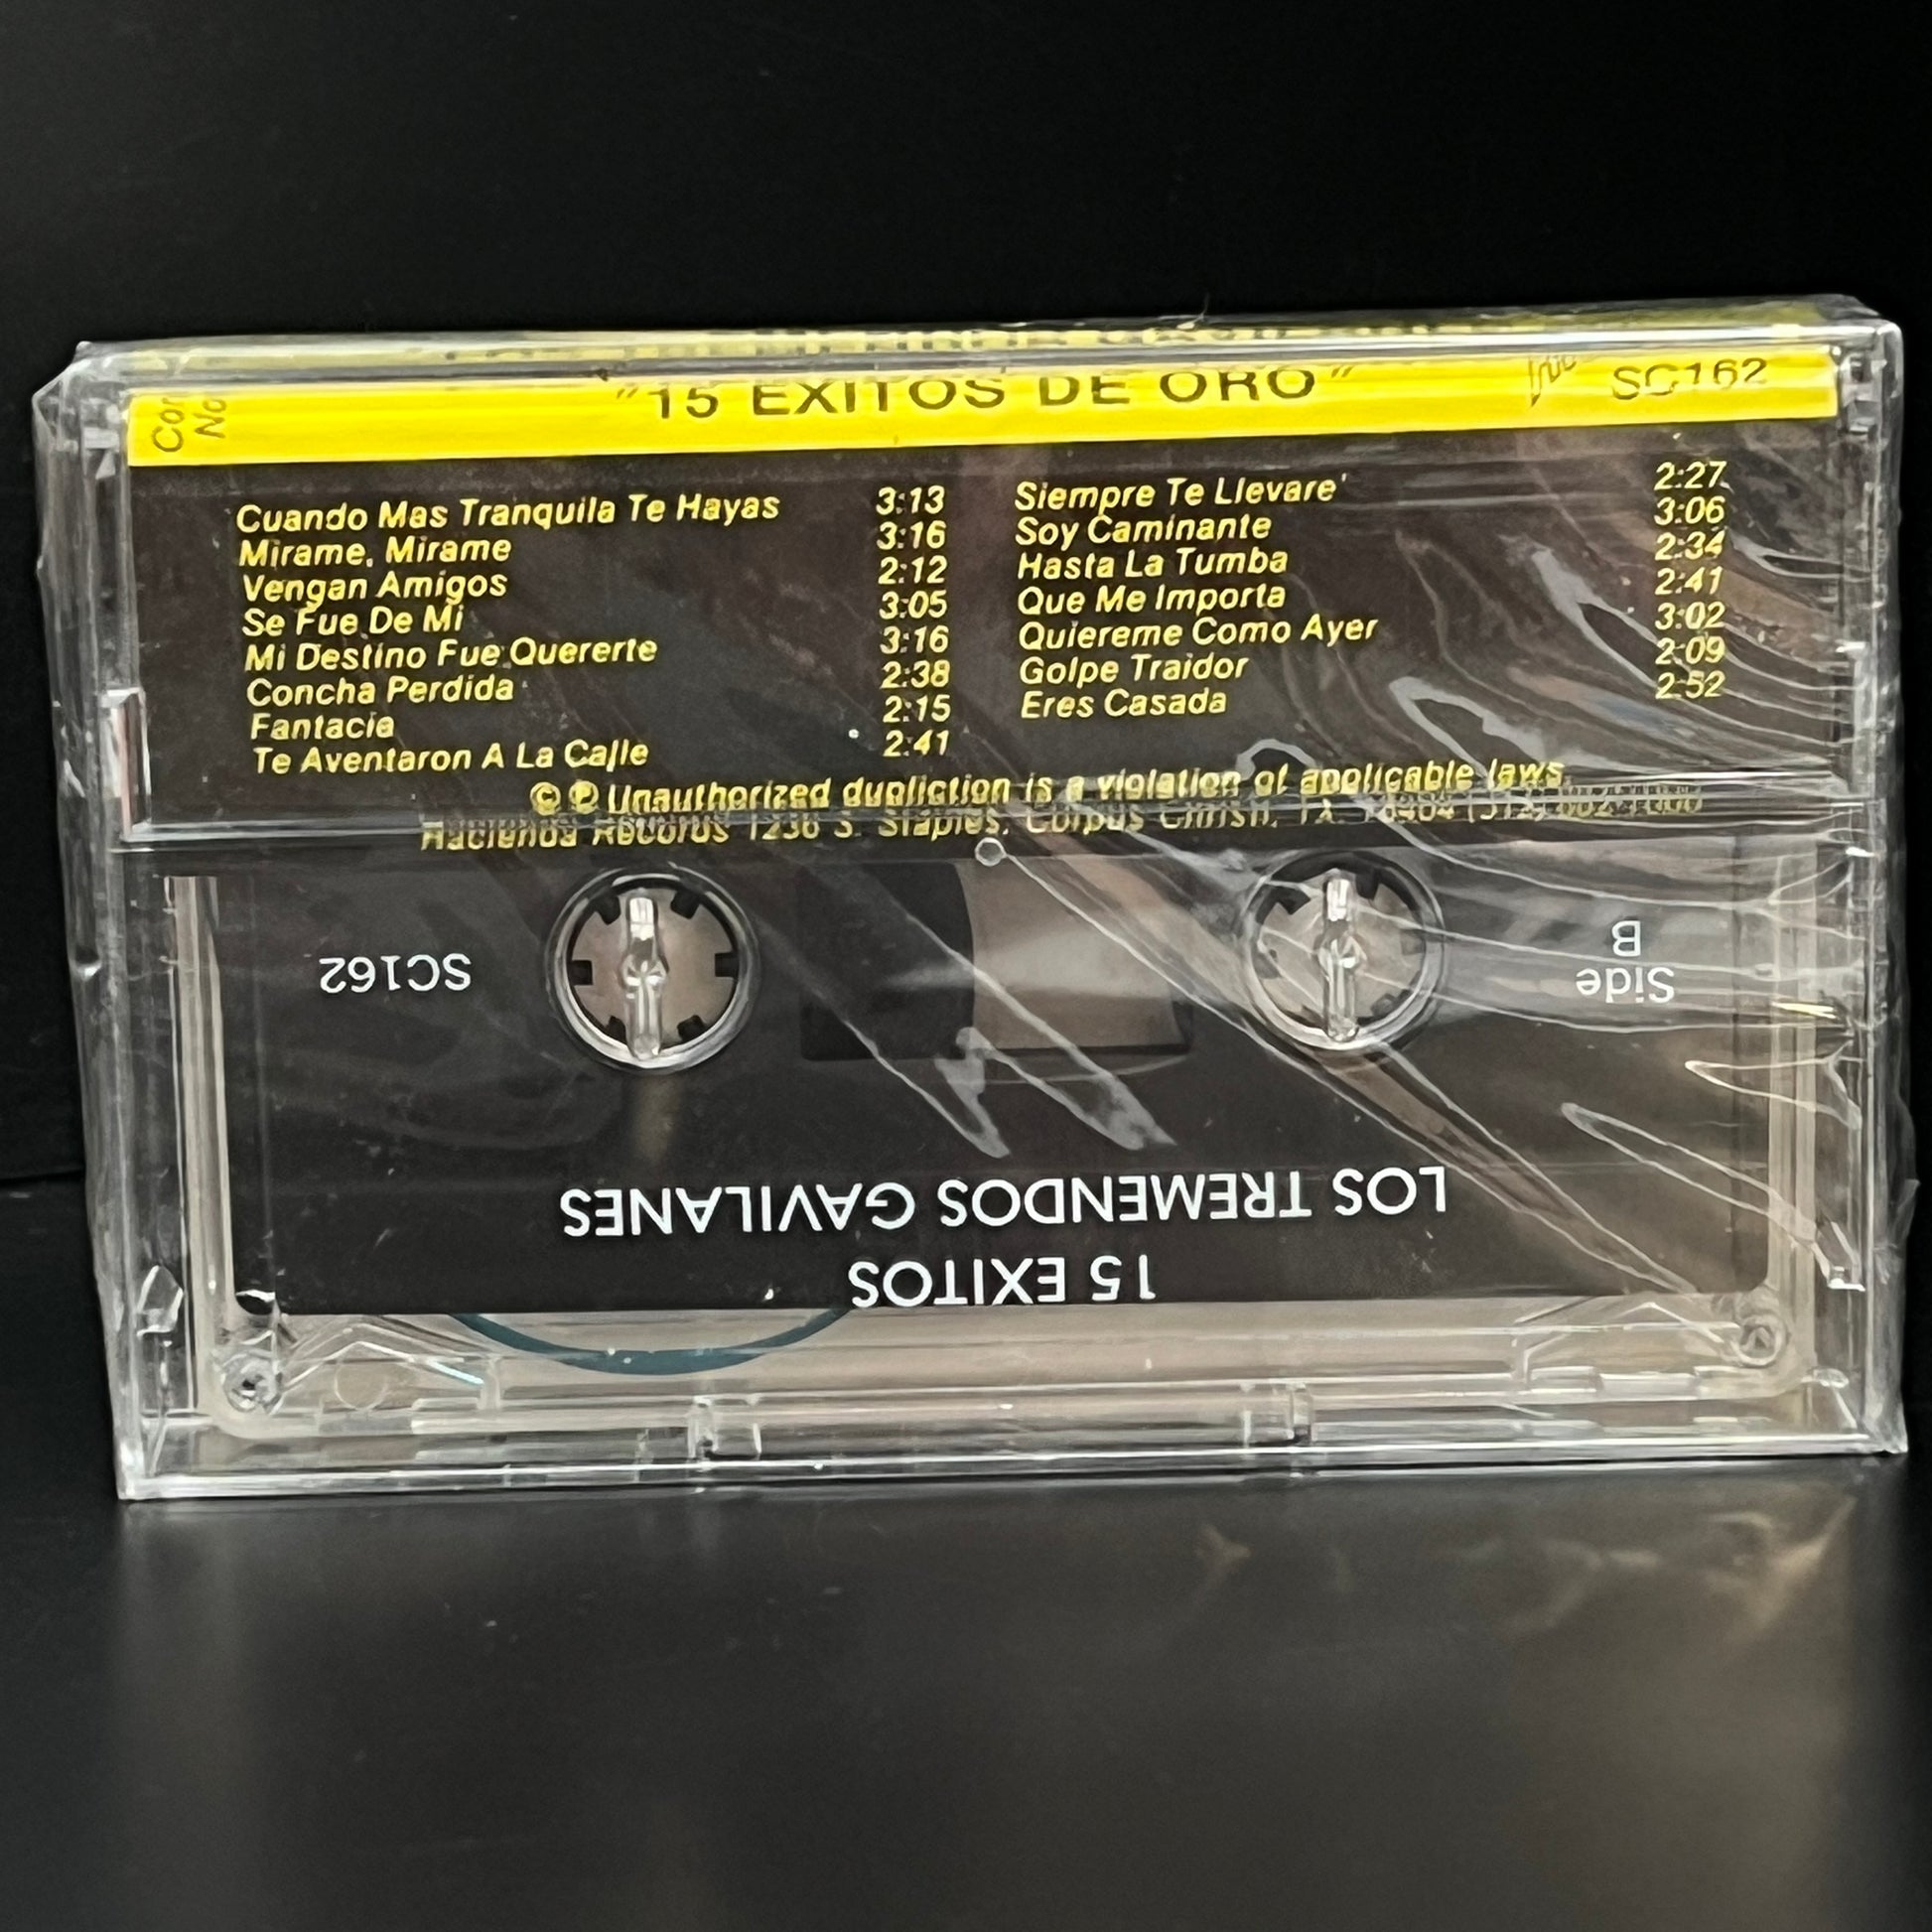 "15 EXITOS DE ORO"
SC162
Cuando Mas Tranquila Te Hayas 3:13
Mirame, Mirame 3:16
Vengan Amigos 2:12
Se Fue De Mi 3:05
Mi Destino Fue Quererte 3:16
Concha Perdida 2:38
Fantacia 2:15
Te Aventaron A La Calle 2:41
Siempre Te Llevare' 2:27
Soy Caminante 3:06
Hasta La Tumba 2:34
Que Me Importa 2:41
Quiereme Como Ayer 3:02
Golpe Traidor 2:09
Eres Casada 2:52
© ℗ Unauthorized dupliction is a violation of applicable laws.
Hacienda Records 1236 S. Staples, Corpus Christi, TX
SC162
Side
B
LOS TREMENDOS GAVILANES
15 EXITOS